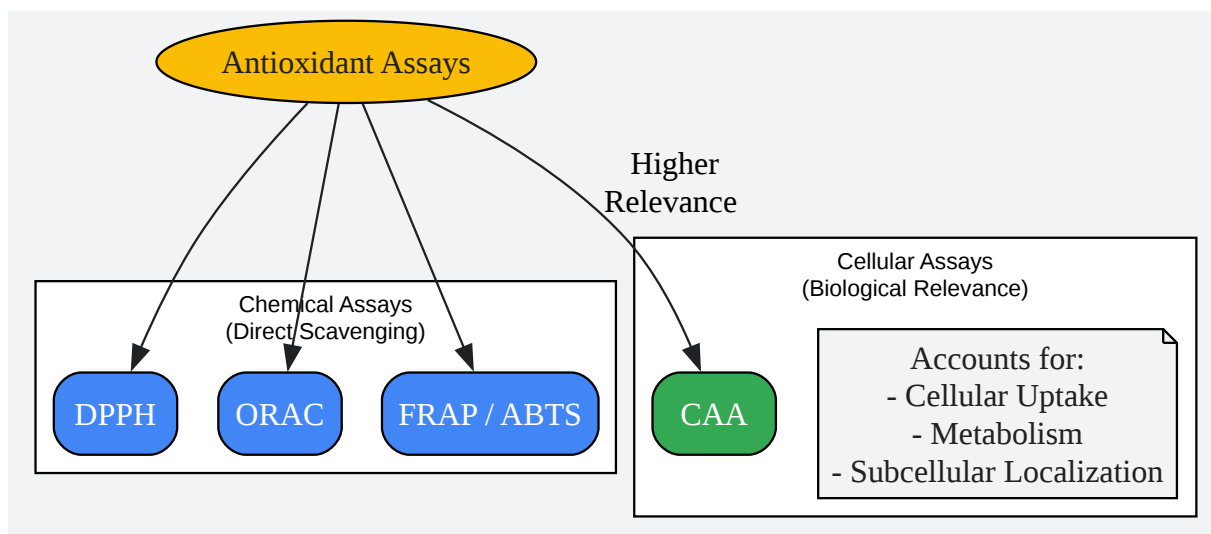 Antioxidant Assays
Higher
Relevance
Chemical Assays
(Direct Scavenging)
DPPH
ORAC
FRAP / ABTS
Cellular Assays
(Biological Relevance)
CAA
Accounts for:
- Cellular Uptake
- Metabolism
- Subcellular Localization